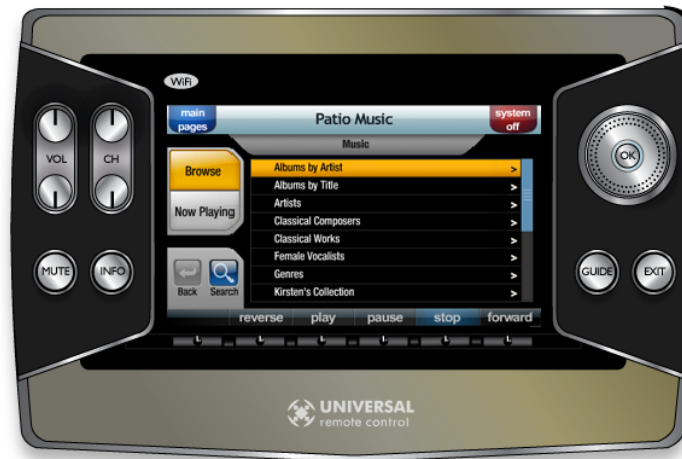 WiFi
main
pages
Patio Music
system
off
Music
VOL
CH
OK
Browse
Now Playing
Albums by Artist >
Albums by Title >
Artists >
Classical Composers >
Classical Works >
Female Vocalists >
Genres >
Kirsten's Collection >
MUTE
INFO
GUIDE
EXIT
Back
Search
reverse
play
pause
stop
forward
UNIVERSAL
remote control